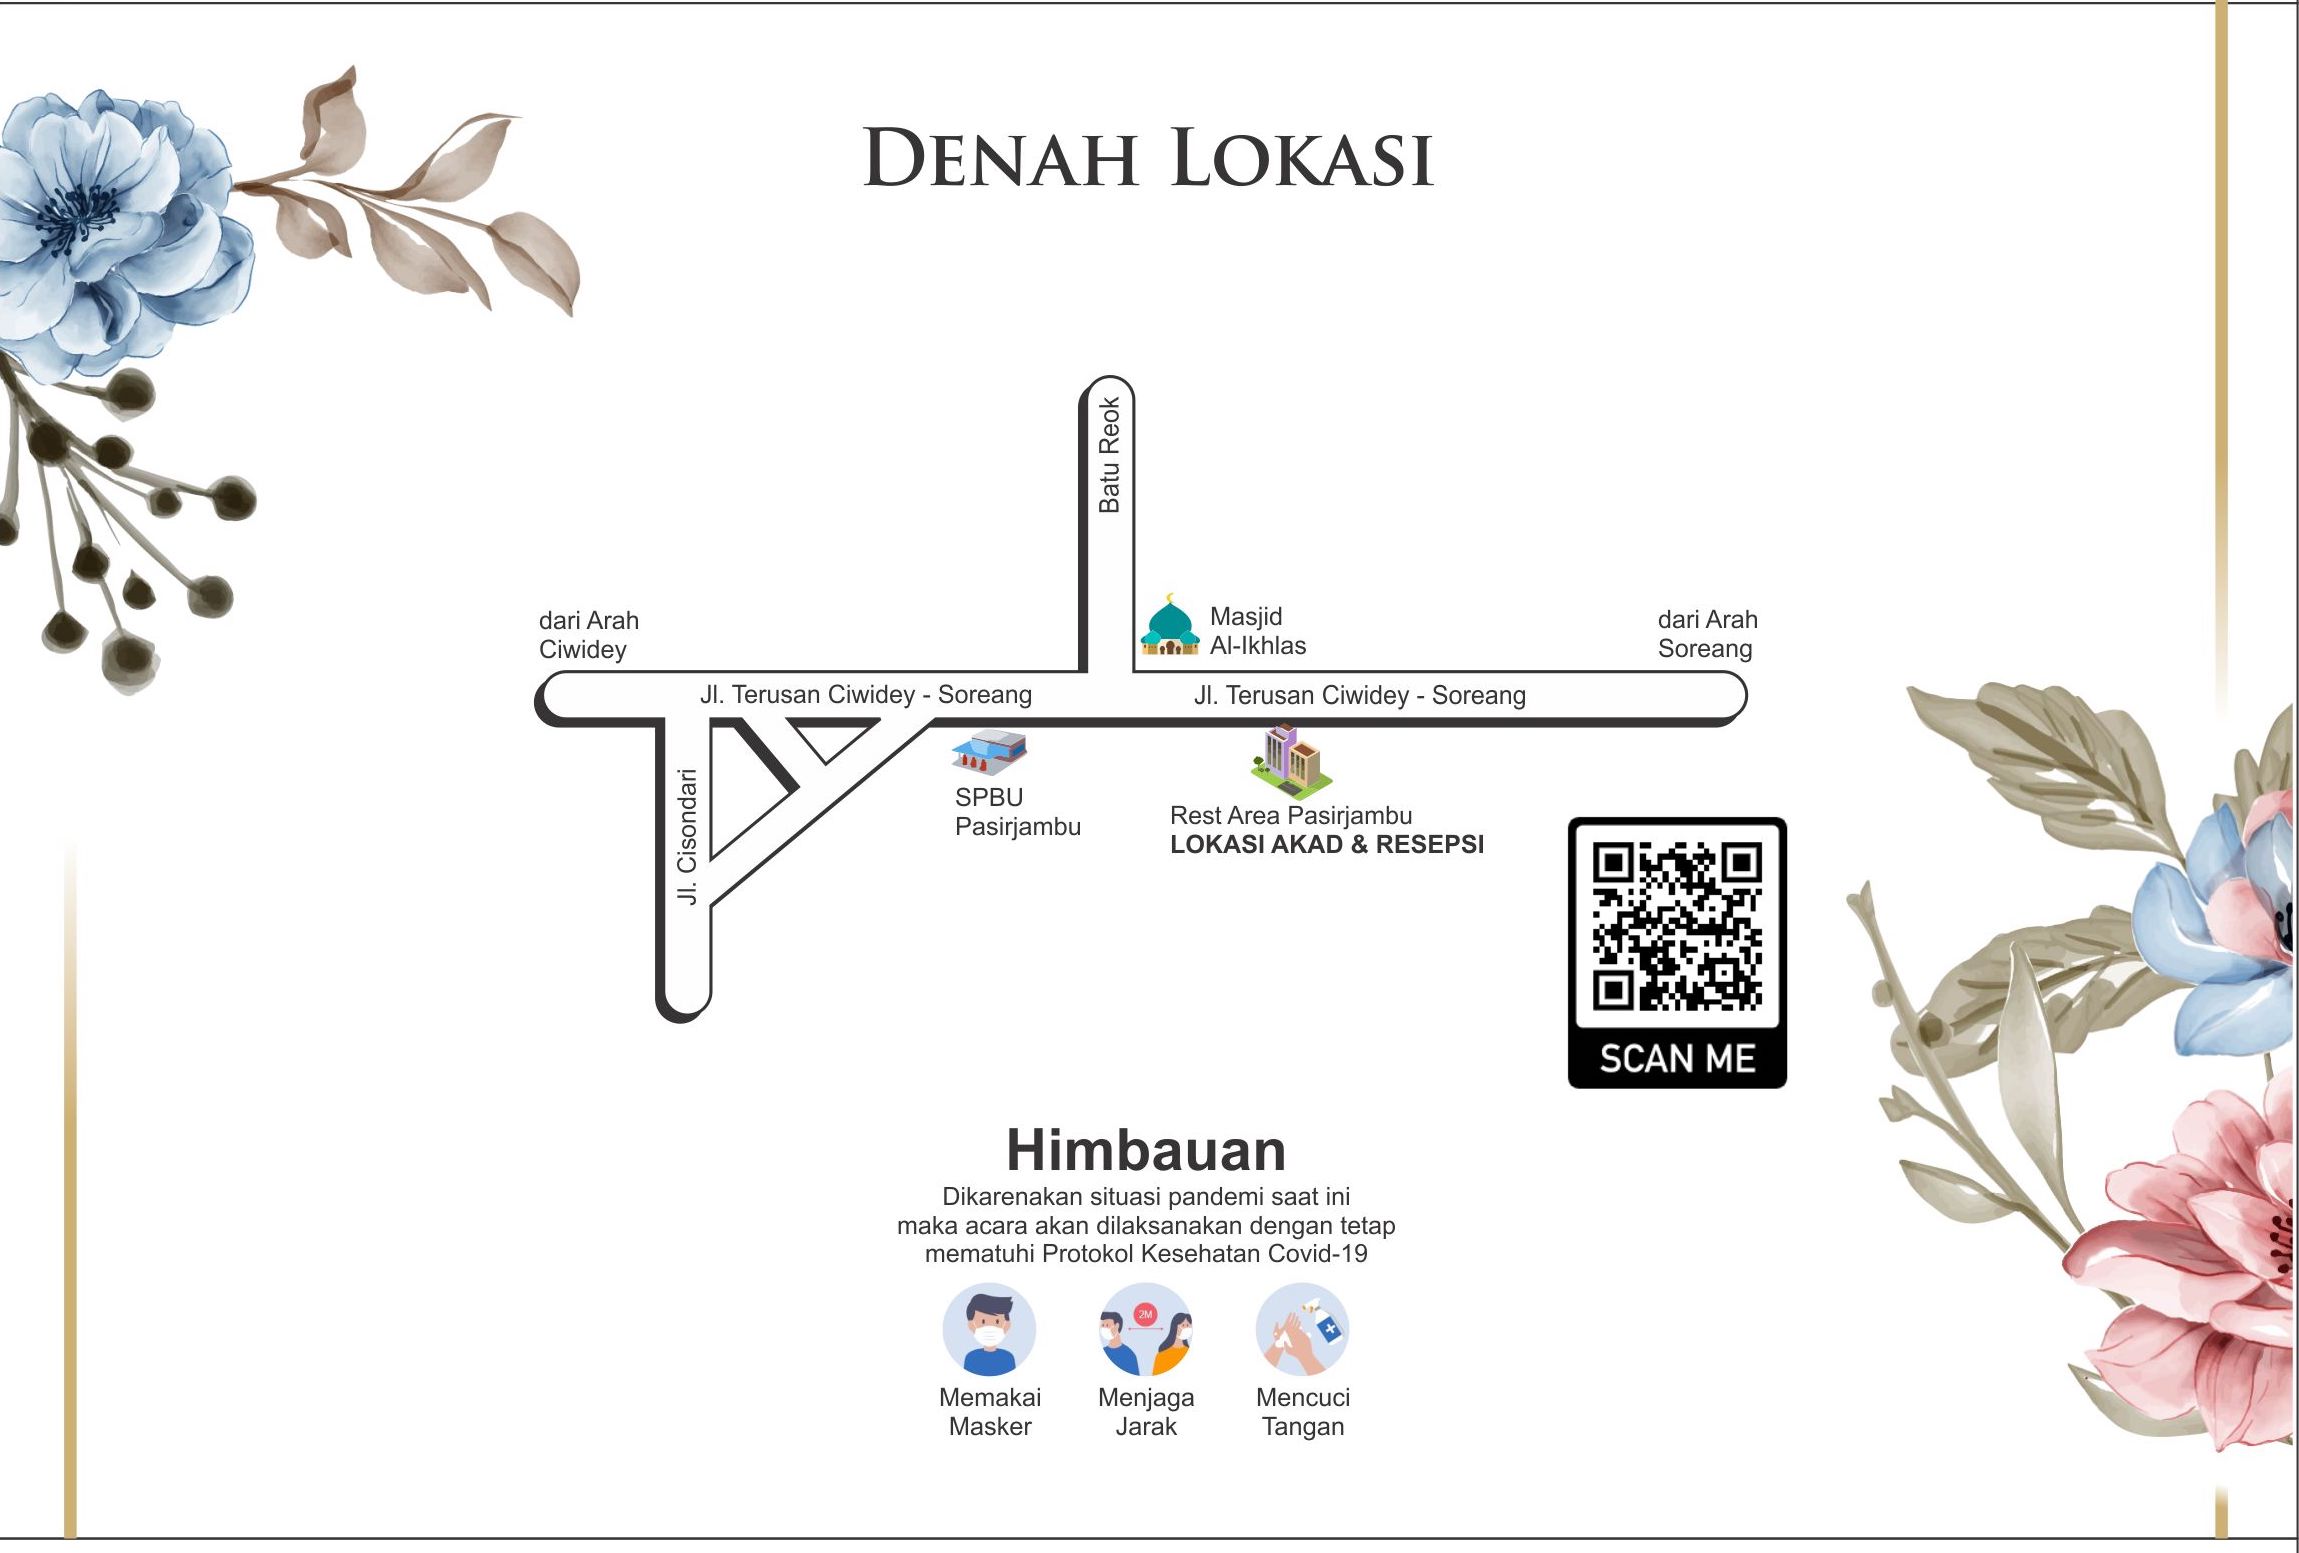 DENAH LOKASI
Batu Reok
dari Arah
Ciwidey
Masjid
Al-Ikhlas
dari Arah
Soreang
Jl. Terusan Ciwidey - Soreang
Jl. Terusan Ciwidey - Soreang
Jl. Cisondari
SPBU
Pasirjambu
Rest Area Pasirjambu
LOKASI AKAD & RESEPSI
SCAN ME
Himbauan
Dikarenakan situasi pandemi saat ini
maka acara akan dilaksanakan dengan tetap
mematuhi Protokol Kesehatan Covid-19
2M
Memakai
Masker
Menjaga
Jarak
Mencuci
Tangan